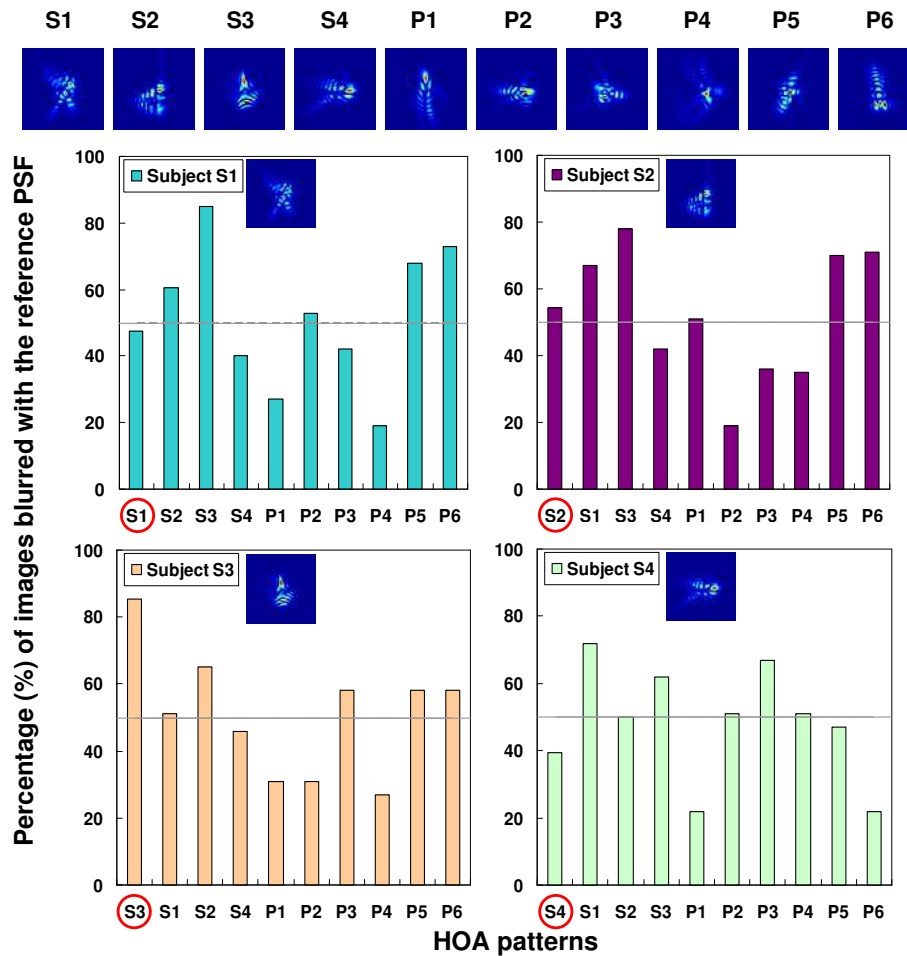 S1 S2 S3 S4 P1 P2 P3 P4 P5 P6
Percentage (%) of images blurred with the reference PSF
100
80
60
40
20
0
Subject S1
S1 S2 S3 S4 P1 P2 P3 P4 P5 P6
100
80
60
40
20
0
Subject S2
S2 S1 S3 S4 P1 P2 P3 P4 P5 P6
100
80
60
40
20
0
Subject S3
S3 S1 S2 S4 P1 P2 P3 P4 P5 P6
100
80
60
40
20
0
Subject S4
S4 S1 S2 S3 P1 P2 P3 P4 P5 P6
HOA patterns